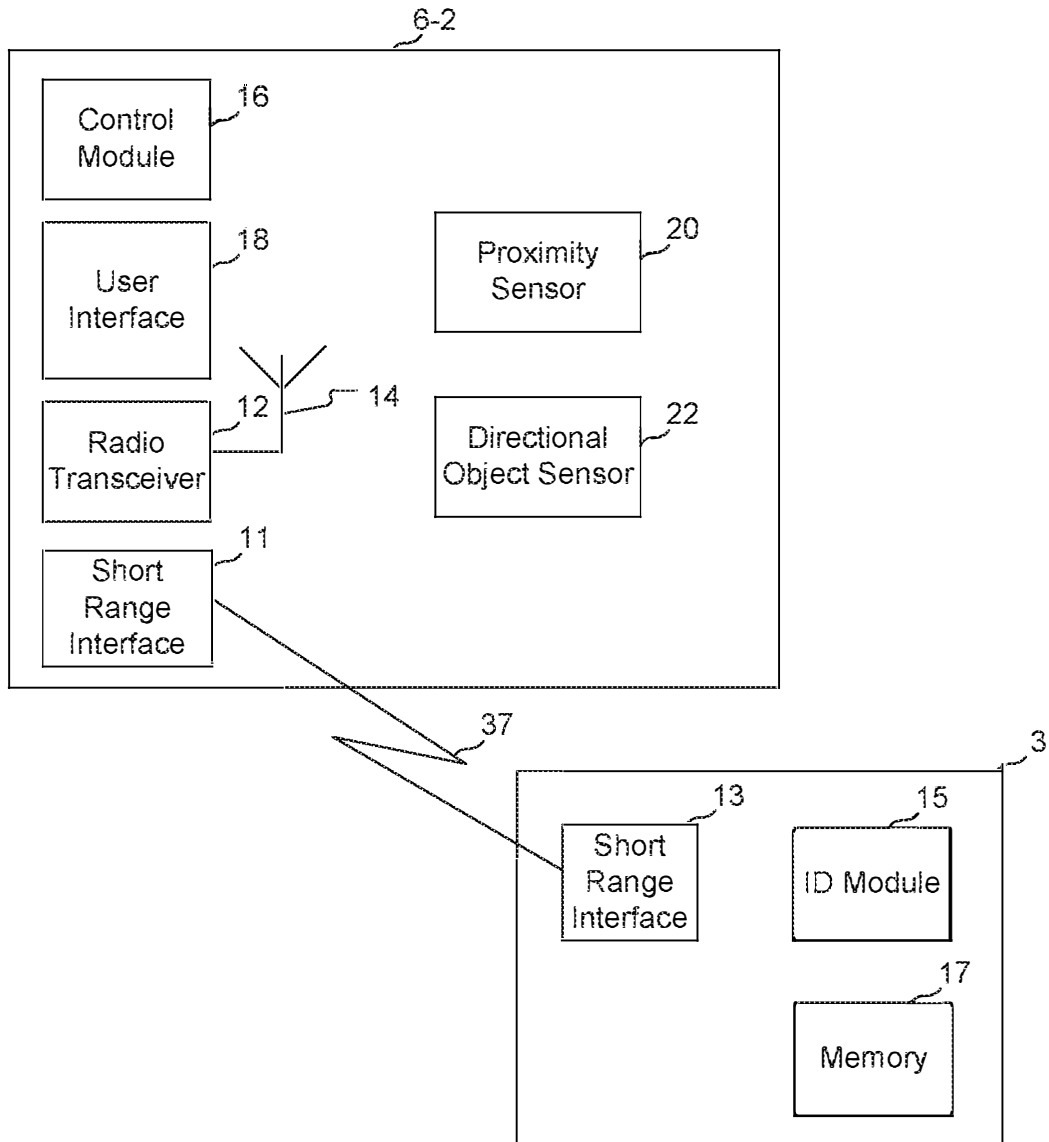 6-2
16
Control
Module
18
User
Interface
20
Proximity
Sensor
12
14
Radio
Transceiver
22
Directional
Object Sensor
11
Short
Range
Interface
37
3
13
Short
Range
Interface
15
ID Module
17
Memory